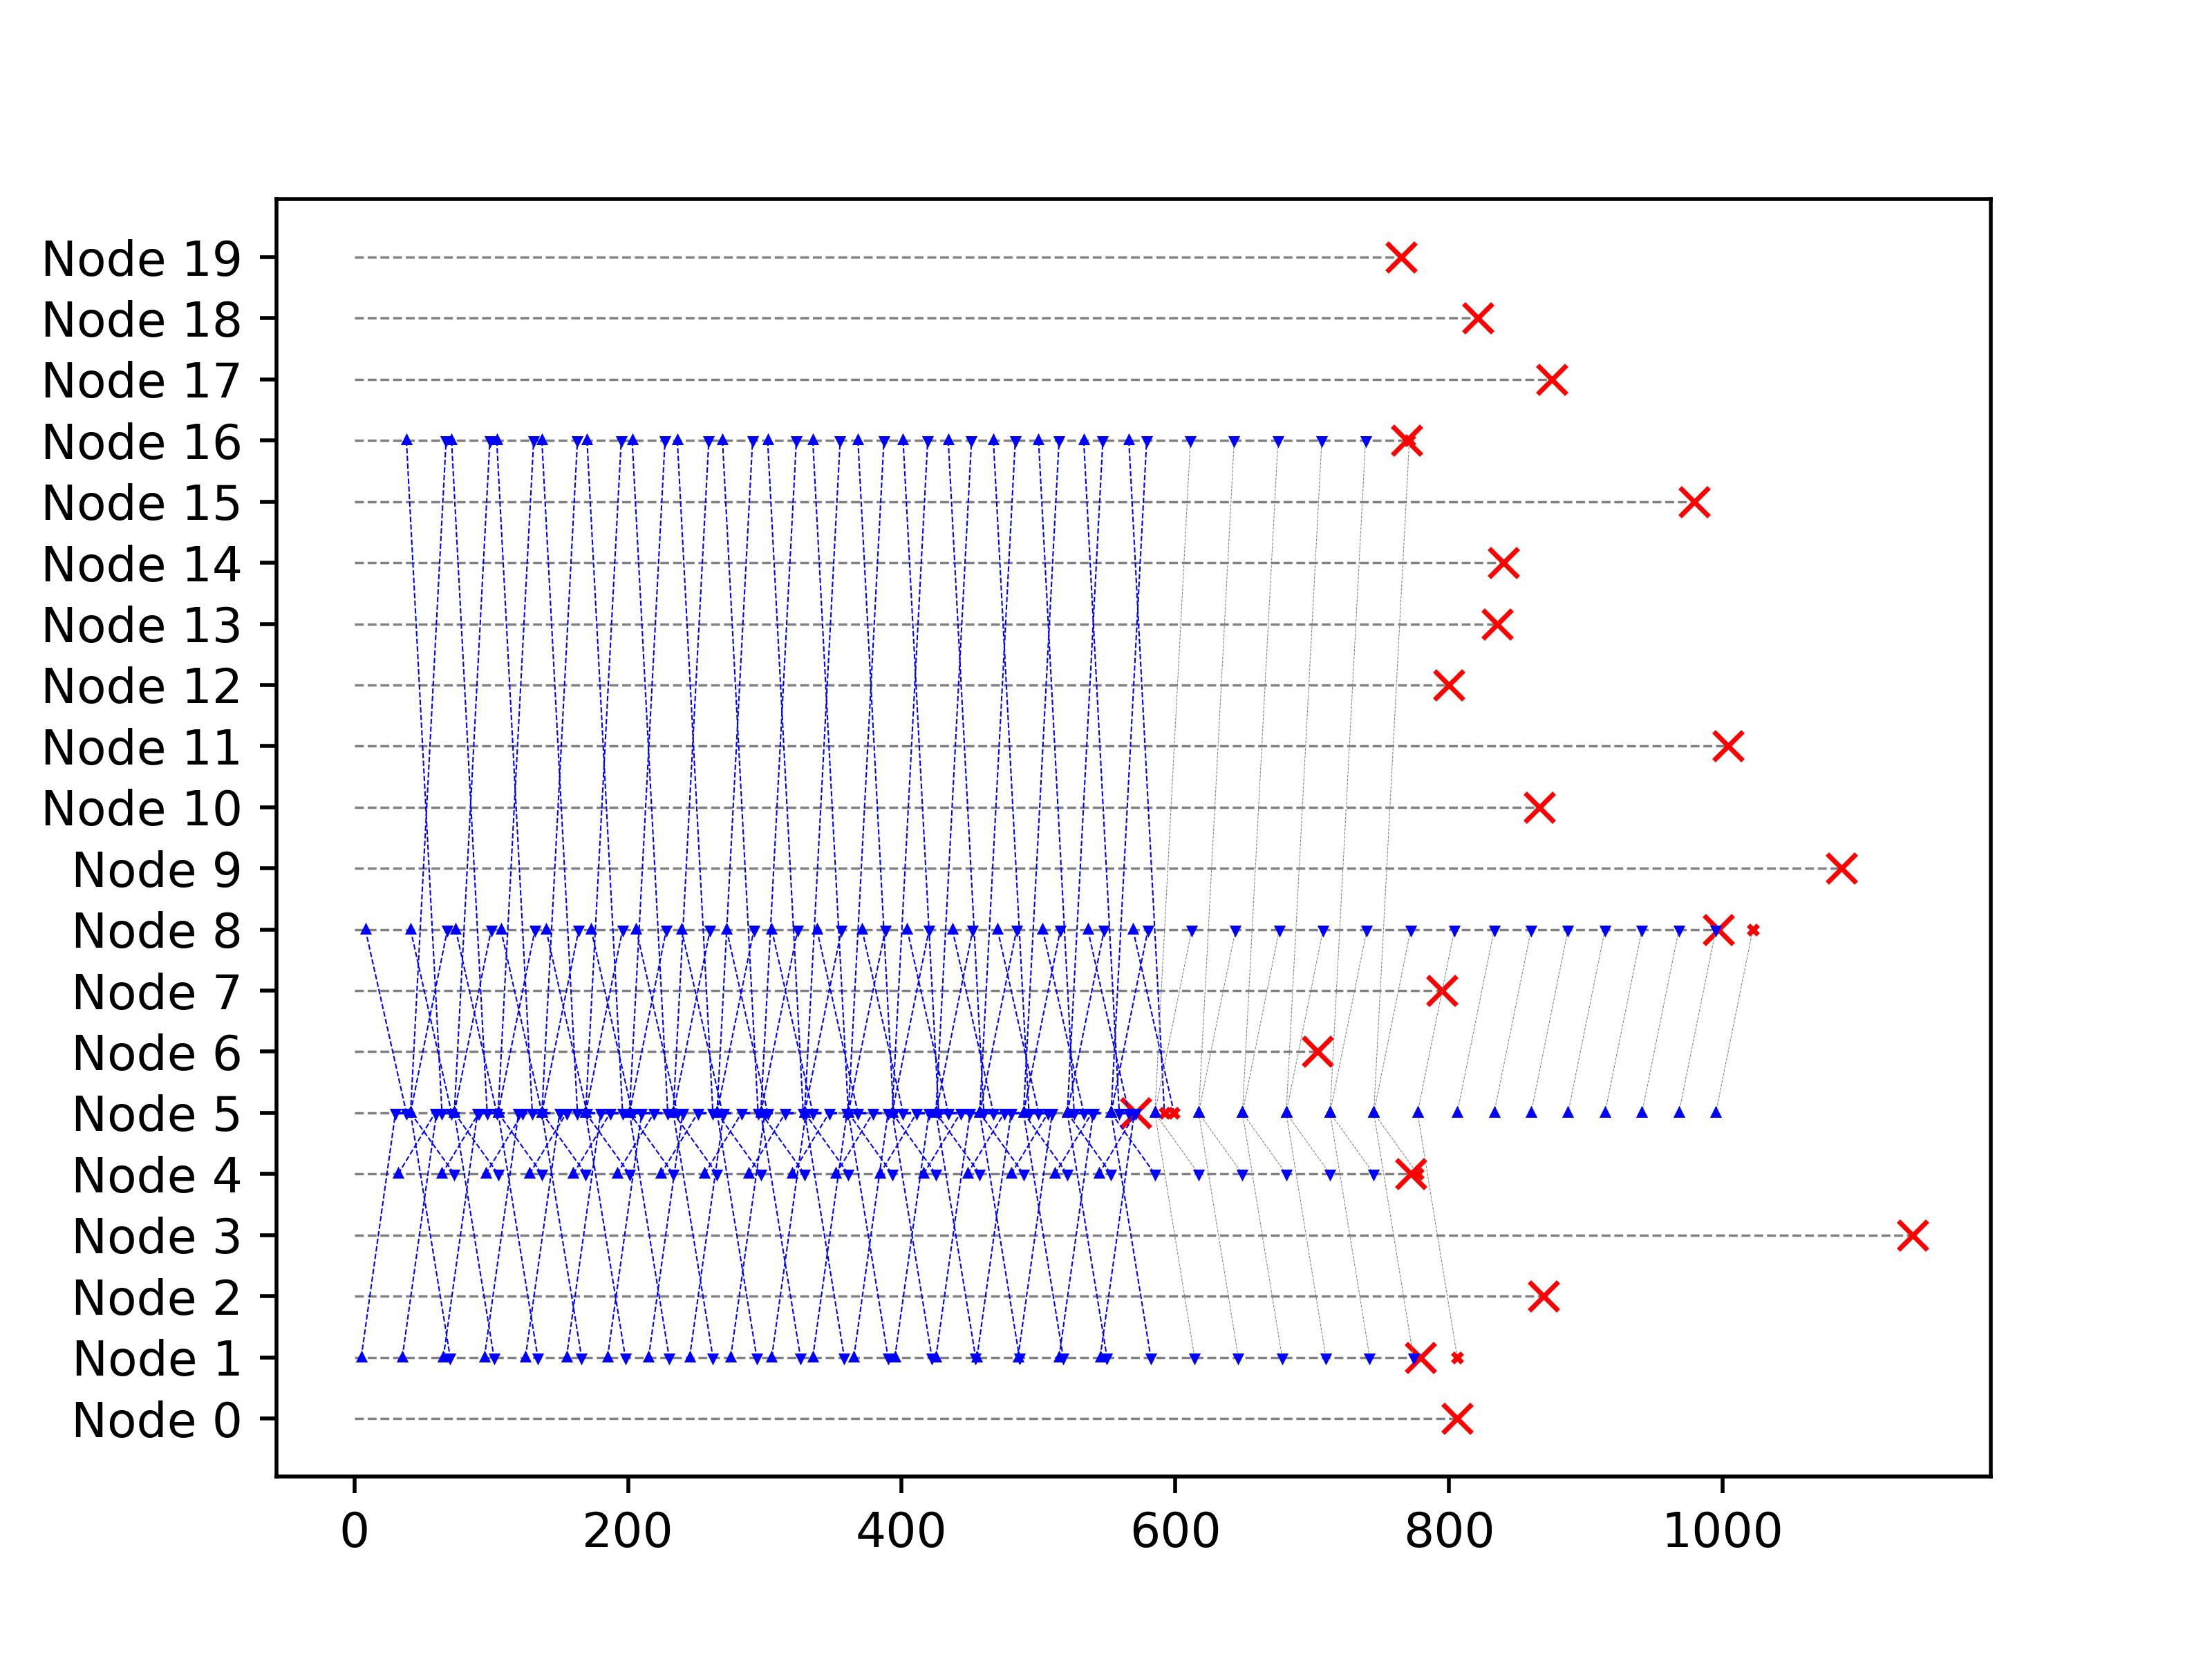 Node 19
Node 18
Node 17
Node 16
Node 15
Node 14
Node 13
Node 12
Node 11
Node 10
Node 9
Node 8
Node 7
Node 6
Node 5
Node 4
Node 3
Node 2
Node 1
Node 0
0 200 400 600 800 1000